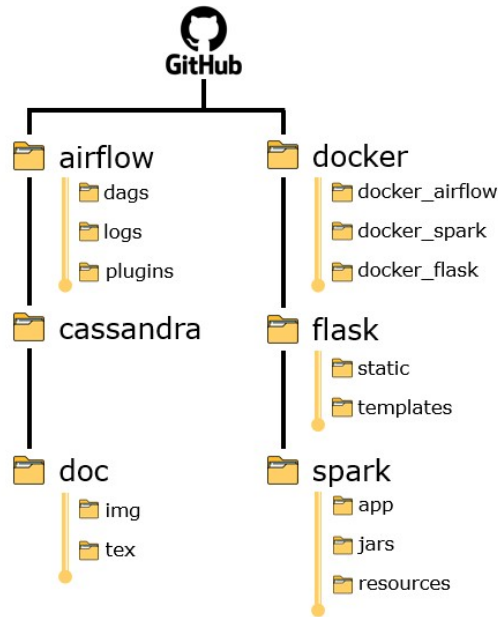 GitHub
airflow
dags
logs
plugins
cassandra
doc
img
tex
docker
docker_airflow
docker_spark
docker_flask
flask
static
templates
spark
app
jars
resources